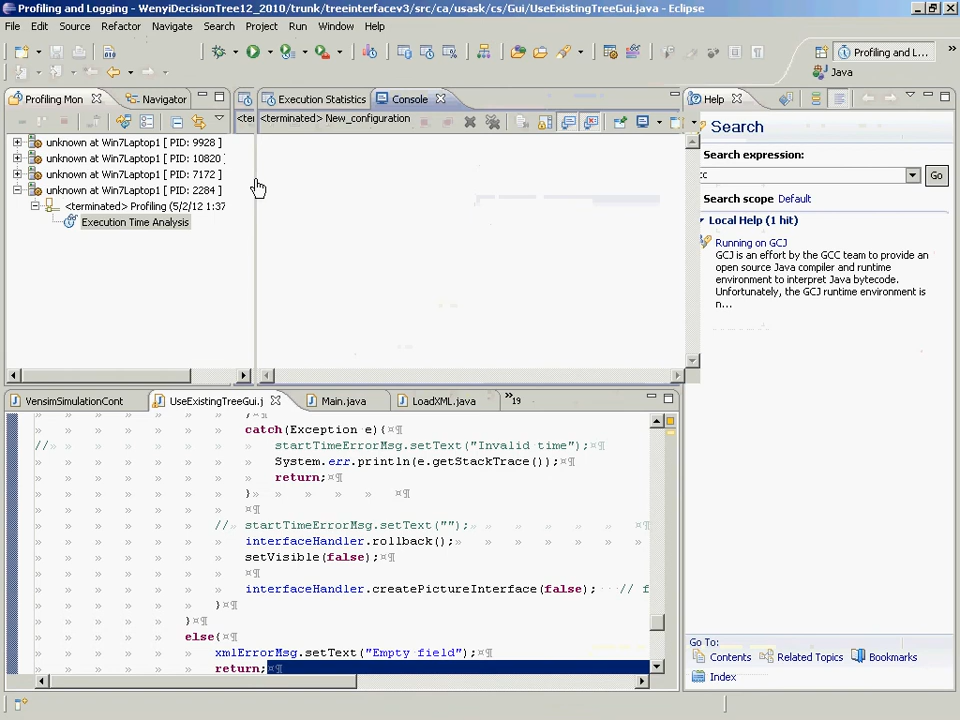 Profiling and Logging - WenyiDecisionTree12_2010/trunk/treeinterfacev3/src/ca/usask/cs/Gui/UseExistingTreeGui.java - Eclipse
File Edit Source Refactor Navigate Search Project Run Window Help
Profiling and L...
Java
Profiling Mon
Navigator
Execution Statistics
Console
Help
<te
<terminated> New_configuration
unknown at Win7Laptop1 [ PID: 9928 ]
unknown at Win7Laptop1 [ PID: 10820 ]
unknown at Win7Laptop1 [ PID: 7172 ]
unknown at Win7Laptop1 [ PID: 2284 ]
<terminated> Profiling (5/2/12 1:37
Execution Time Analysis
Search
Search expression:
cc
Go
Search scope Default
Local Help (1 hit)
Running on GCJ
GCJ is an effort by the GCC team to provide an
open source Java compiler and runtime
environment to interpret Java bytecode.
Unfortunately, the GCJ runtime environment is
n...
VensimSimulationCont
UseExistingTreeGui.j
Main.java
LoadXML.java
»19
}¤¶
catch(Exception e){¤¶
// startTimeErrorMsg.setText("Invalid time");¤¶
System.err.println(e.getStackTrace());¤¶
return;¤¶
}» » » » » ¤¶
¤¶
//» startTimeErrorMsg.setText("");» » » » » » ¤¶
interfaceHandler.rollback();» » » » » » »
setVisible(false);¤¶
¤¶
interfaceHandler.createPictureInterface(false); // f
}¤¶
}¤¶
else{¤¶
xmlErrorMsg.setText("Empty field");¤¶
return;¤¶
Go To:
Contents Related Topics Bookmarks
Index